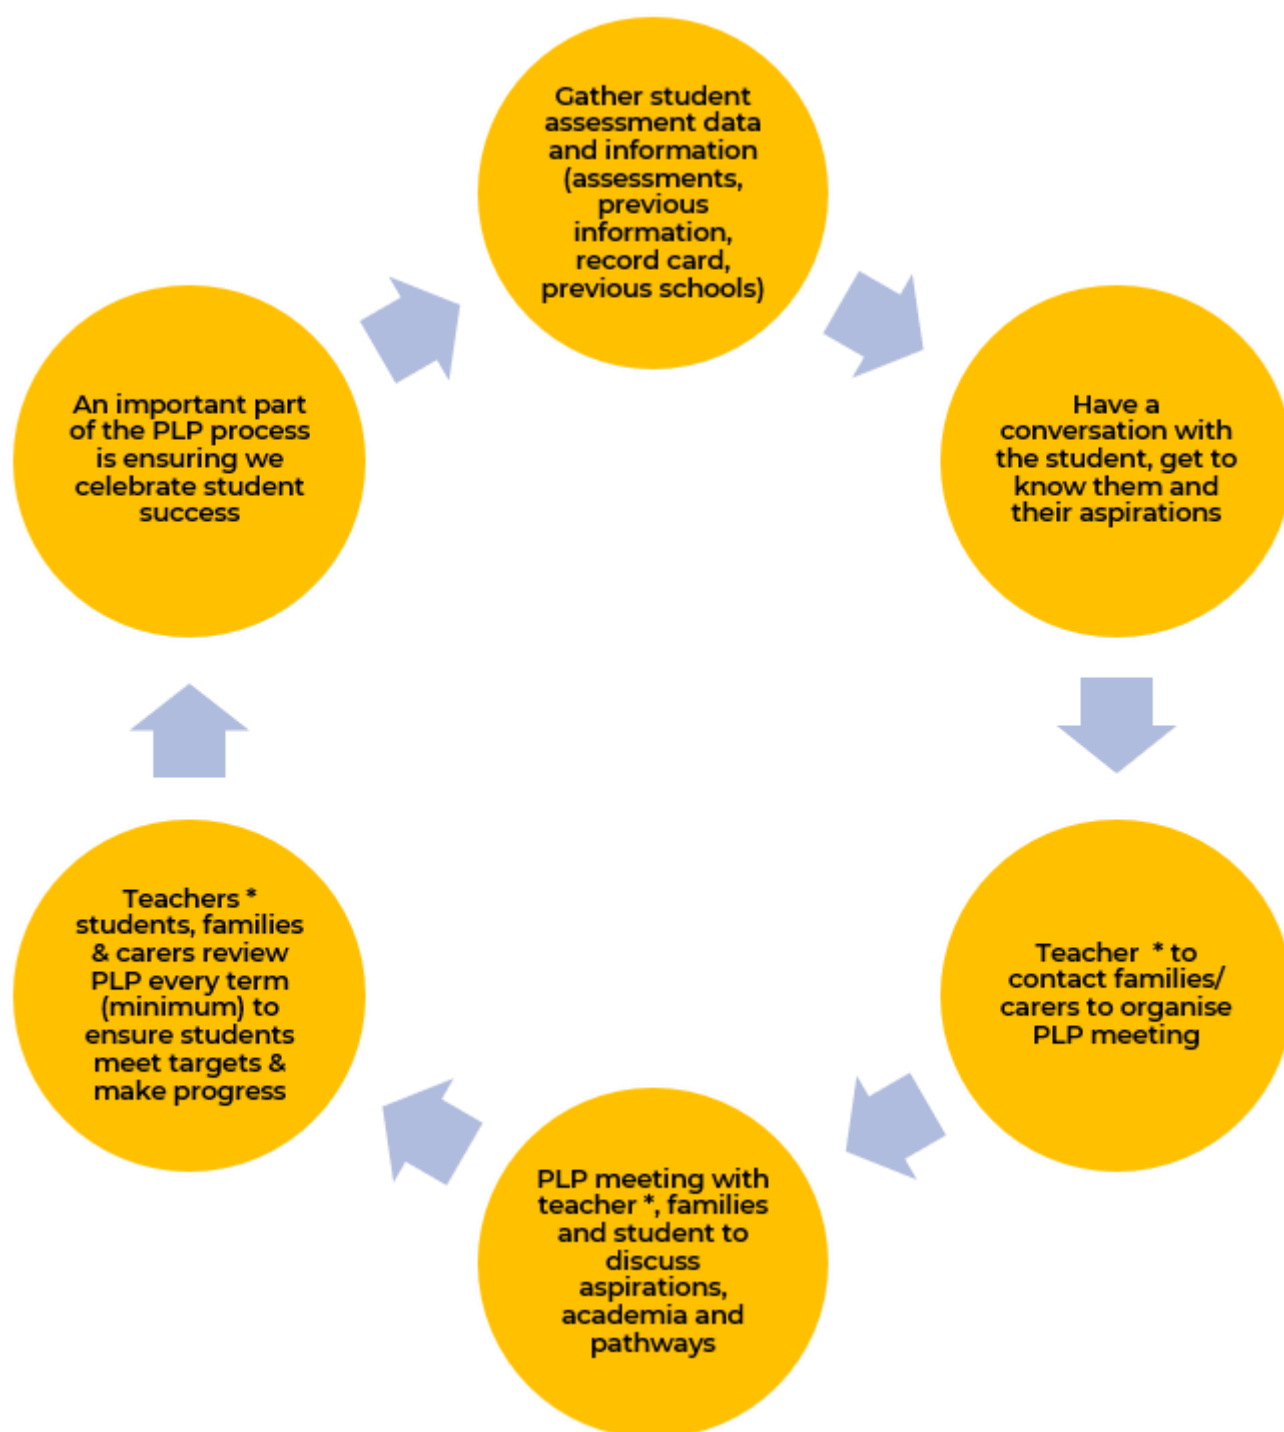 Gather student
assessment data
and information
(assessments,
previous
information,
record card,
previous schools)
Have a
conversation with
the student, get to
know them and
their aspirations
Teacher  * to
contact families/
carers to organise
PLP meeting
PLP meeting with
teacher *, families
and student to
discuss
aspirations,
academia and
pathways
Teachers *
students, families
& carers review
PLP every term
(minimum) to
ensure students
meet targets &
make progress
An important part
of the PLP process
is ensuring we
celebrate student
success